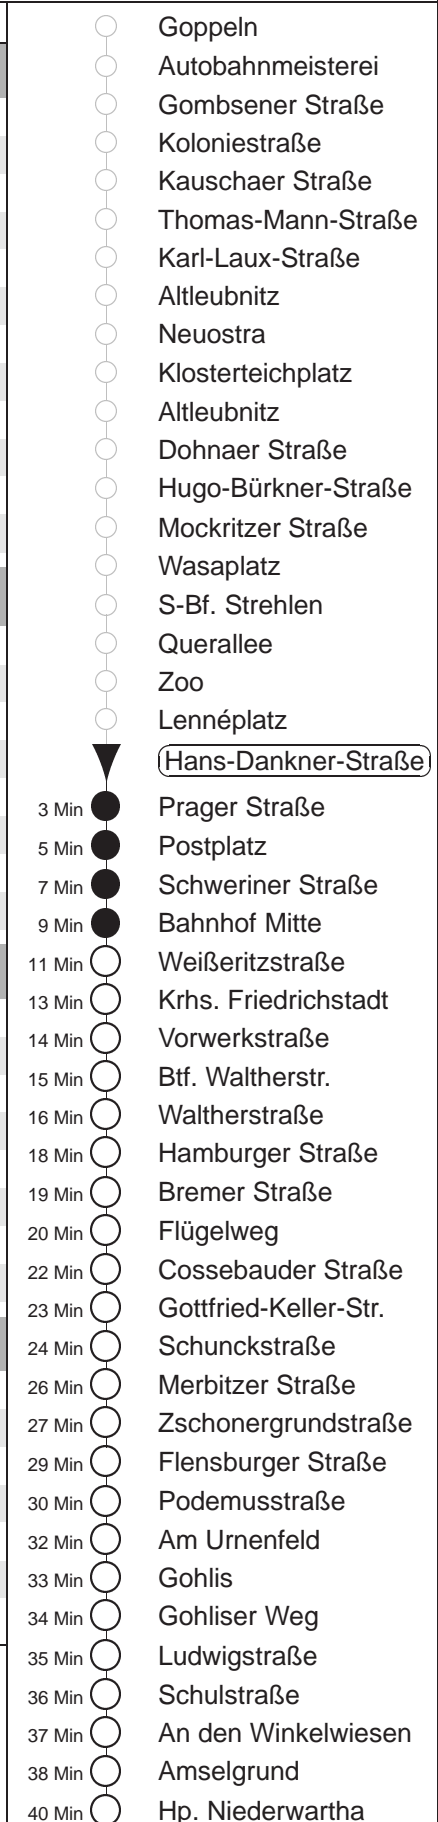 Goppeln
Autobahnmeisterei
Gombsener Straße
Koloniestraße
Kauschaer Straße
Thomas-Mann-Straße
Karl-Laux-Straße
Altleubnitz
Neuostra
Klosterteichplatz
Altleubnitz
Dohnaer Straße
Hugo-Bürkner-Straße
Mockritzer Straße
Wasaplatz
S-Bf. Strehlen
Querallee
Zoo
Lennéplatz
Hans-Dankner-Straße
3 Min Prager Straße
5 Min Postplatz
7 Min Schweriner Straße
9 Min Bahnhof Mitte
11 Min Weißeritzstraße
13 Min Krhs. Friedrichstadt
14 Min Vorwerkstraße
15 Min Btf. Waltherstr.
16 Min Waltherstraße
18 Min Hamburger Straße
19 Min Bremer Straße
20 Min Flügelweg
22 Min Cossebauder Straße
23 Min Gottfried-Keller-Str.
24 Min Schunckstraße
26 Min Merbitzer Straße
27 Min Zschonergrundstraße
29 Min Flensburger Straße
30 Min Podemusstraße
32 Min Am Urnenfeld
33 Min Gohlis
34 Min Gohliser Weg
35 Min Ludwigstraße
36 Min Schulstraße
37 Min An den Winkelwiesen
38 Min Amselgrund
40 Min Hp. Niederwartha